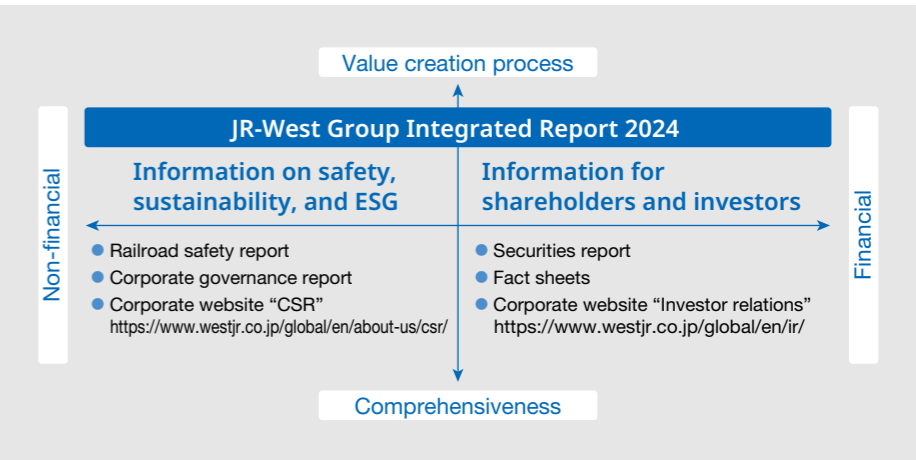 Value creation process
JR-West Group Integrated Report 2024
Non-financial
Information on safety,
sustainability, and ESG
● Railroad safety report
● Corporate governance report
● Corporate website “CSR”
https://www.westjr.co.jp/global/en/about-us/csr/
Information for
shareholders and investors
● Securities report
● Fact sheets
● Corporate website “Investor relations”
https://www.westjr.co.jp/global/en/ir/
Financial
Comprehensiveness